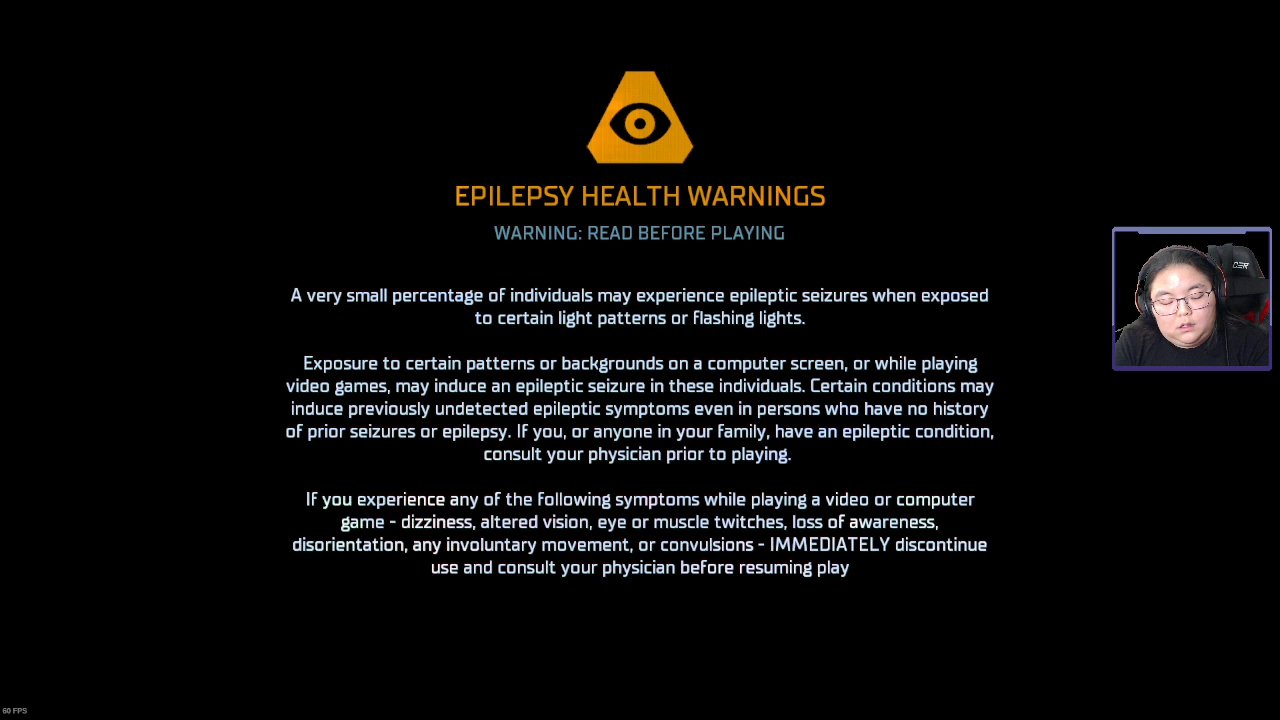 EPILEPSY HEALTH WARNINGS
WARNING: READ BEFORE PLAYING
A very small percentage of individuals may experience epileptic seizures when exposed
to certain light patterns or flashing lights.
Exposure to certain patterns or backgrounds on a computer screen, or while playing
video games, may induce an epileptic seizure in these individuals. Certain conditions may
induce previously undetected epileptic symptoms even in persons who have no history
of prior seizures or epilepsy. If you, or anyone in your family, have an epileptic condition,
consult your physician prior to playing.
If you experience any of the following symptoms while playing a video or computer
game - dizziness, altered vision, eye or muscle twitches, loss of awareness,
disorientation, any involuntary movement, or convulsions - IMMEDIATELY discontinue
use and consult your physician before resuming play
60 FPS